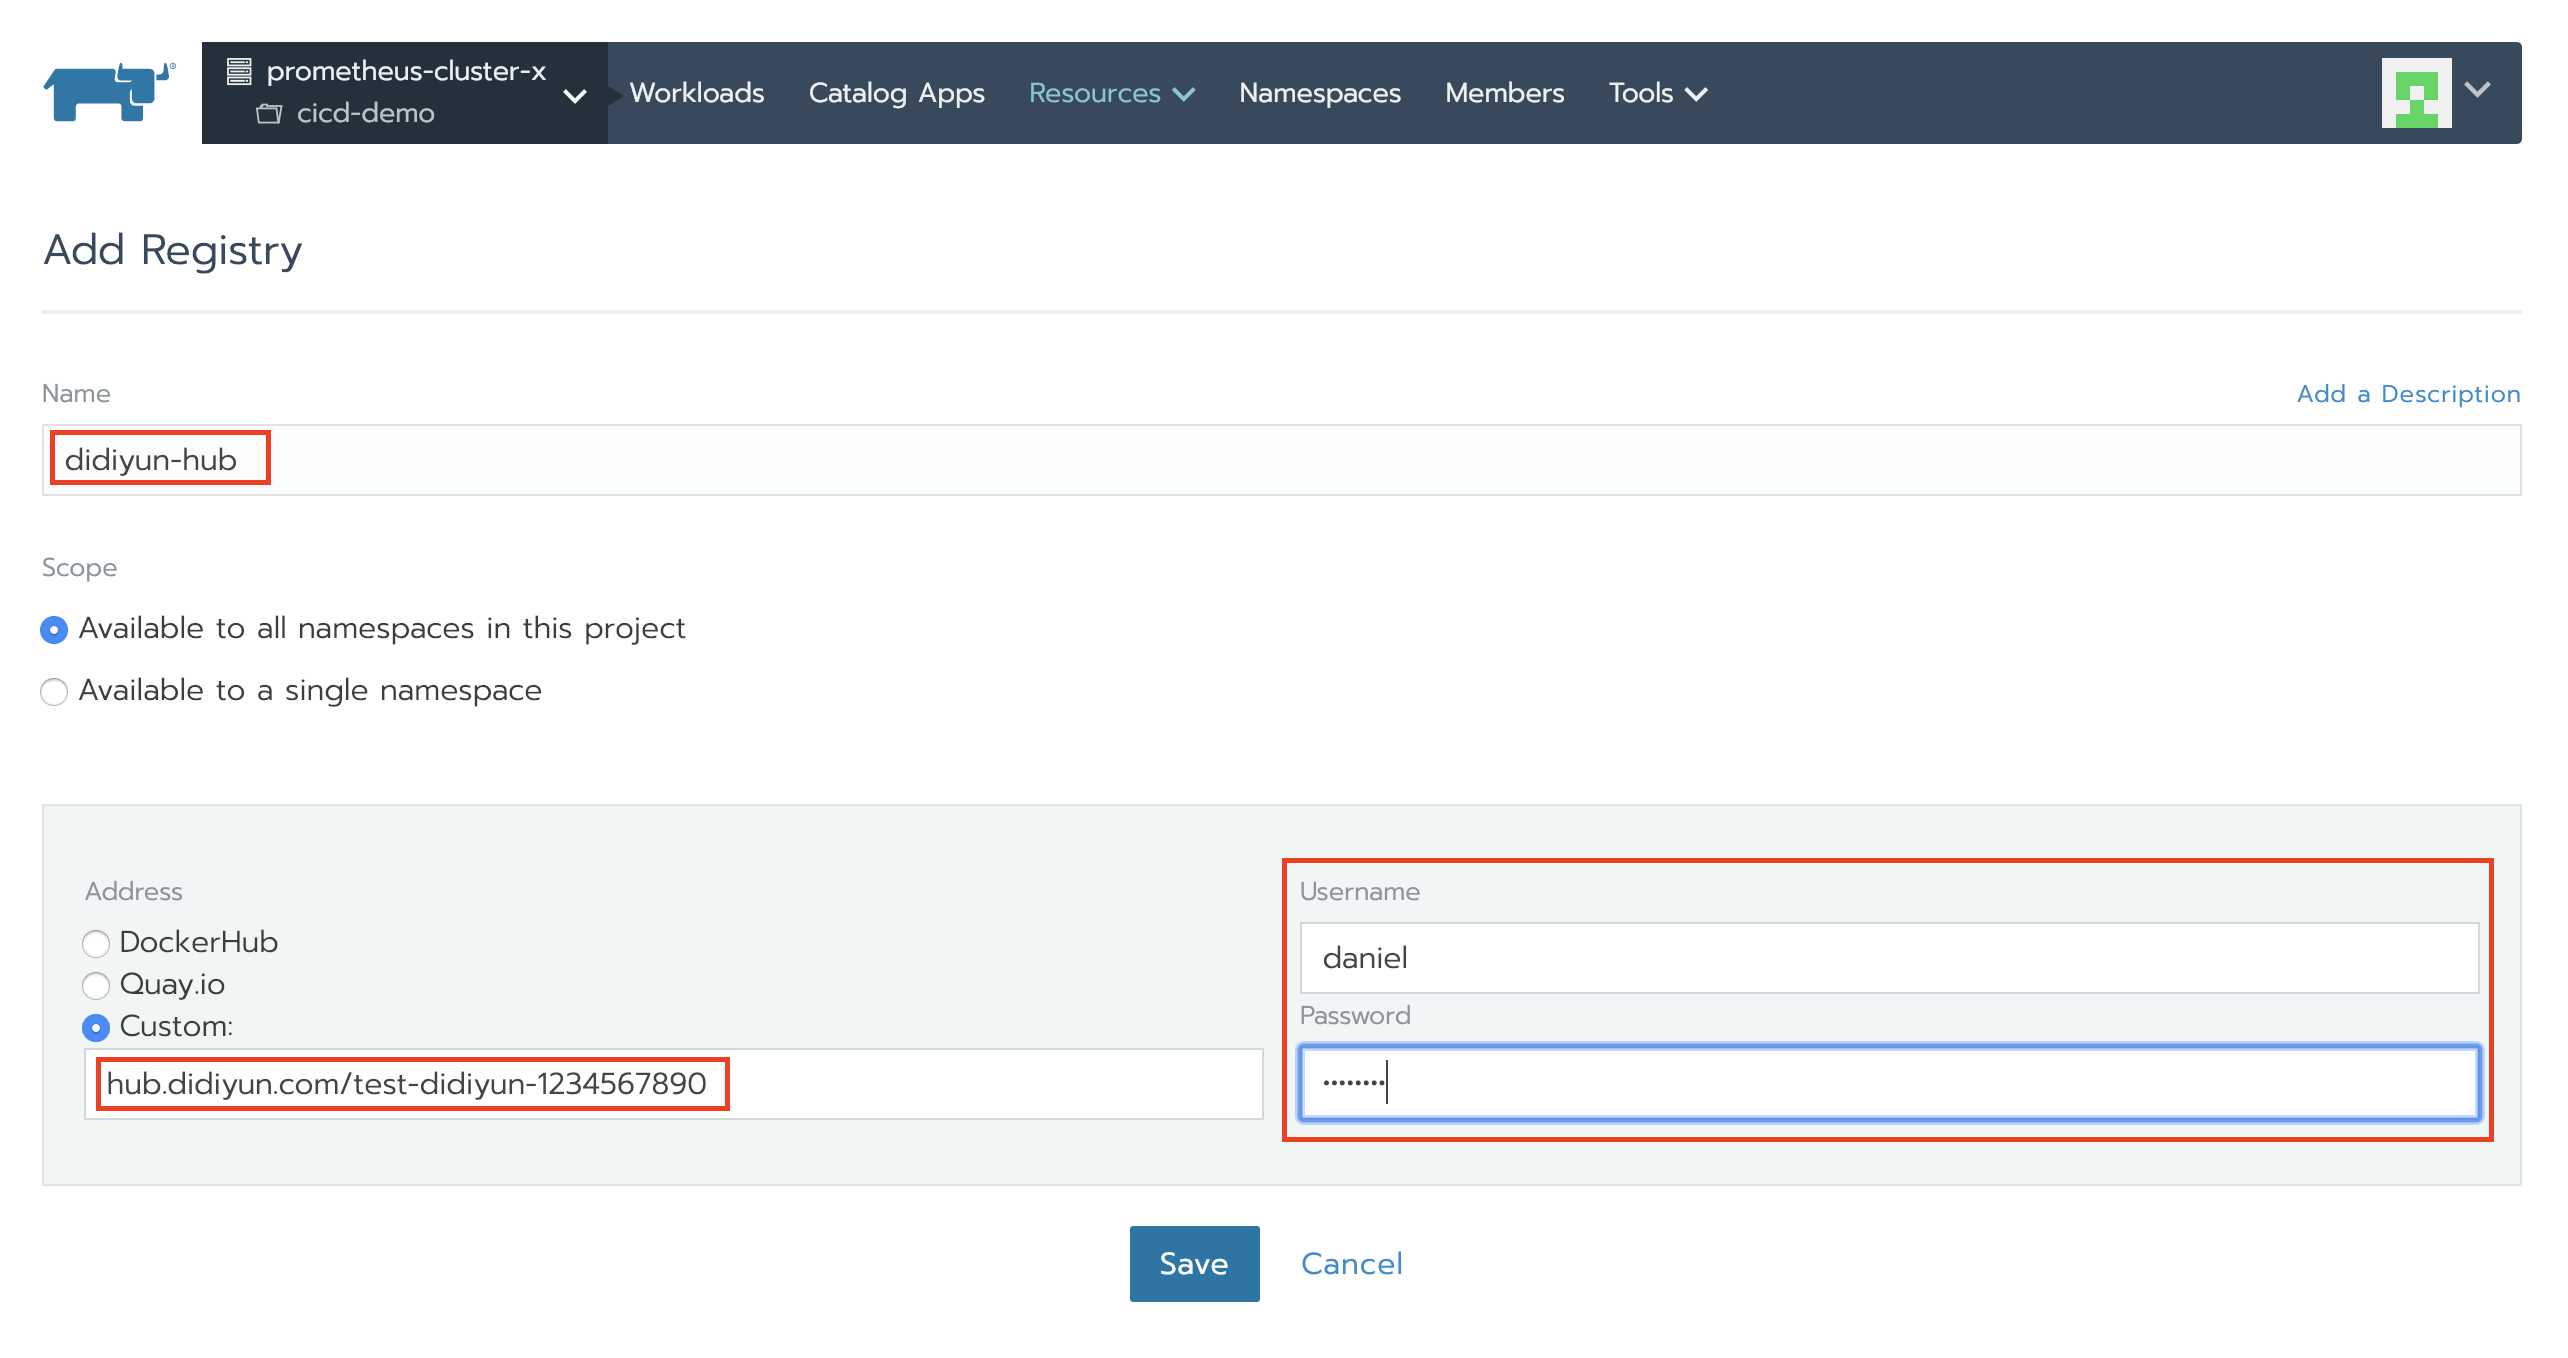 prometheus-cluster-x
cicd-demo
Workloads Catalog Apps Resources Namespaces Members Tools
Add Registry
Name Add a Description
didiyun-hub
Scope
Available to all namespaces in this project
Available to a single namespace
Address
DockerHub
Quay.io
Custom:
hub.didiyun.com/test-didiyun-1234567890
Username
daniel
Password
••••••••
Save Cancel